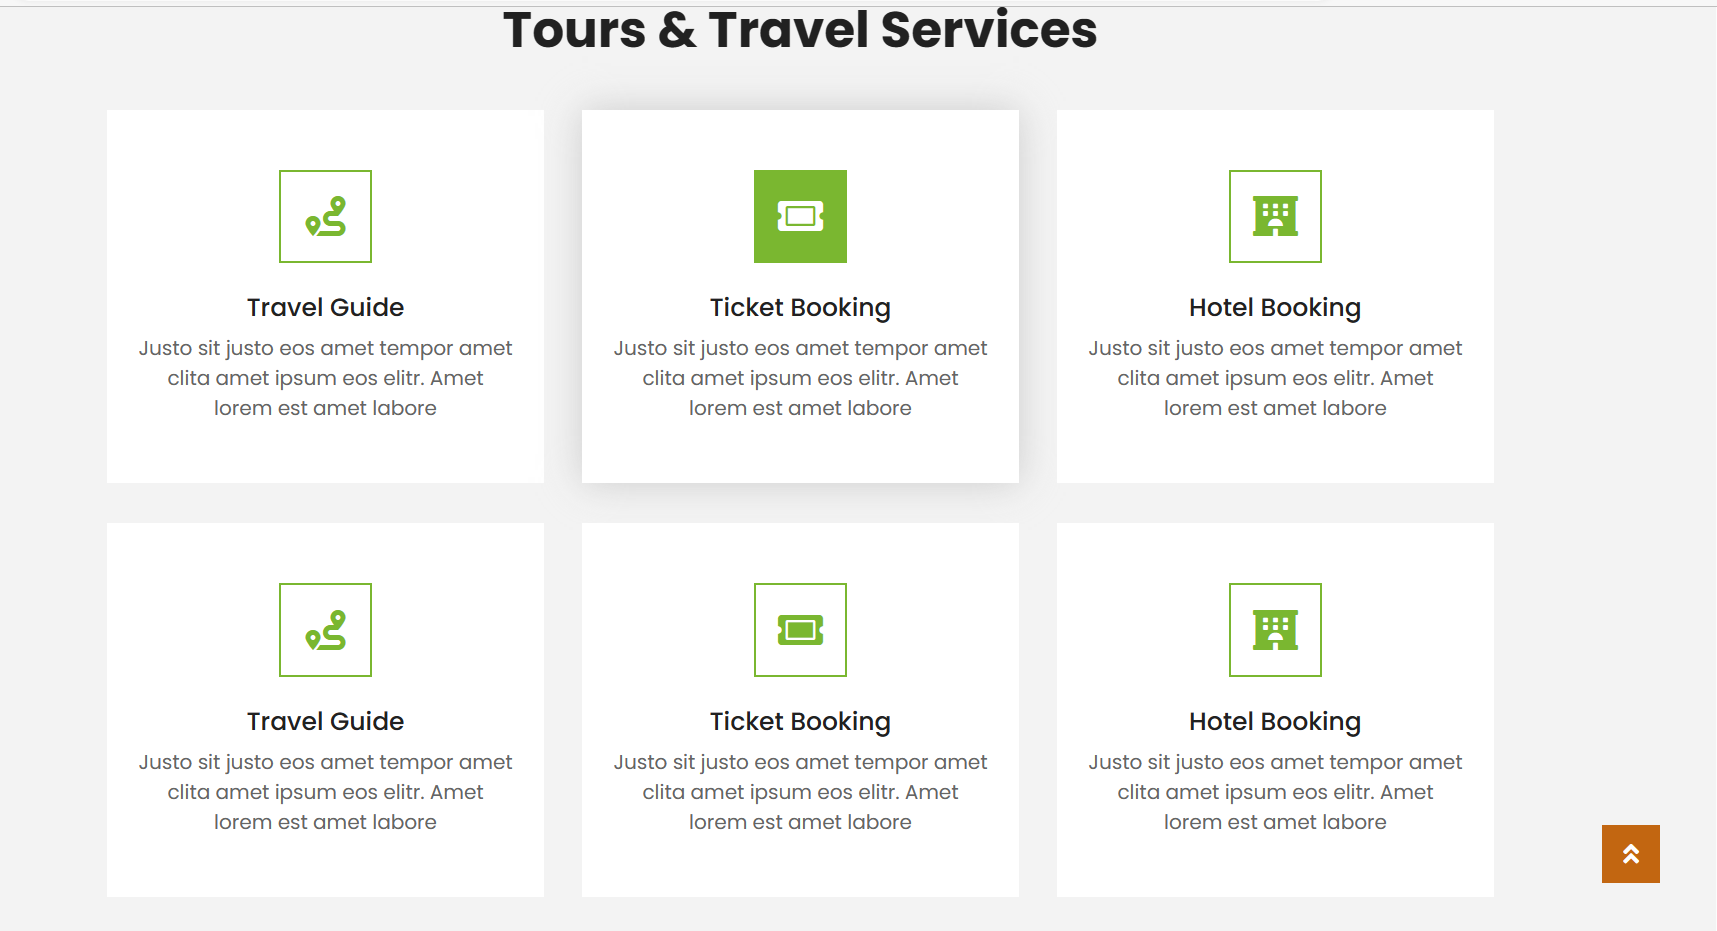 Tours & Travel Services
Travel Guide
Justo sit justo eos amet tempor amet
clita amet ipsum eos elitr. Amet
lorem est amet labore
Ticket Booking
Justo sit justo eos amet tempor amet
clita amet ipsum eos elitr. Amet
lorem est amet labore
Hotel Booking
Justo sit justo eos amet tempor amet
clita amet ipsum eos elitr. Amet
lorem est amet labore
Travel Guide
Justo sit justo eos amet tempor amet
clita amet ipsum eos elitr. Amet
lorem est amet labore
Ticket Booking
Justo sit justo eos amet tempor amet
clita amet ipsum eos elitr. Amet
lorem est amet labore
Hotel Booking
Justo sit justo eos amet tempor amet
clita amet ipsum eos elitr. Amet
lorem est amet labore